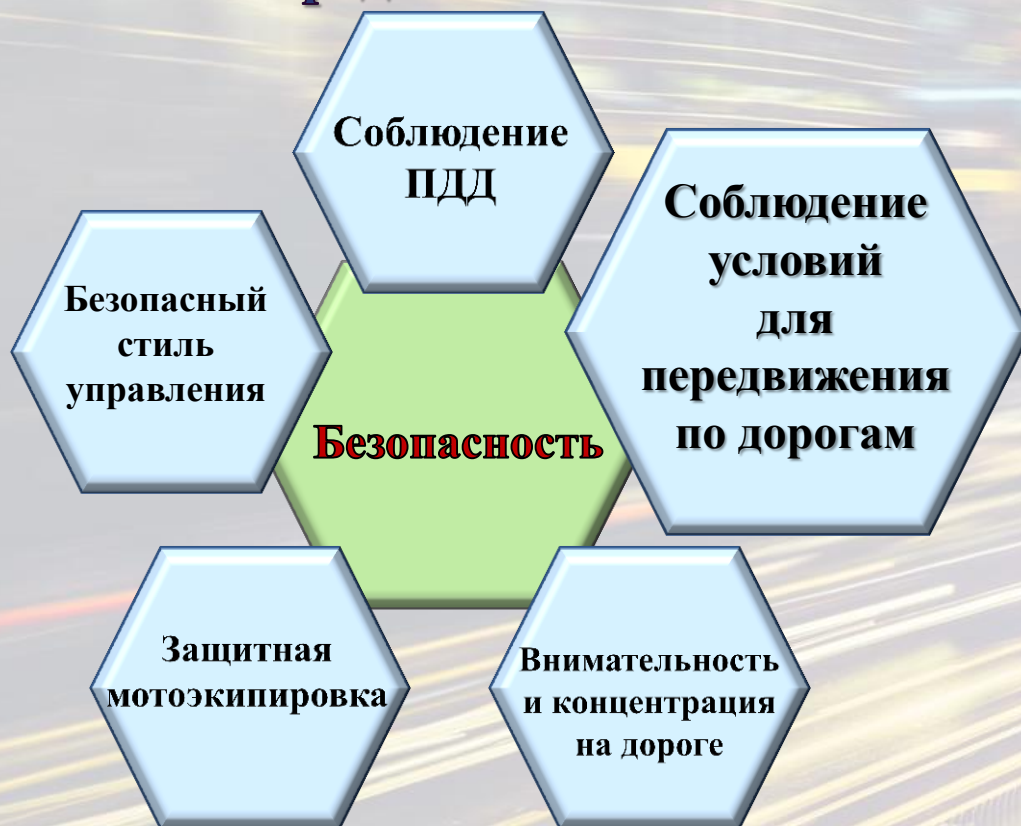 Соблюдение
ПДД
Соблюдение
условий
для
передвижения
по дорогам
Безопасный
стиль
управления
Безопасность
Защитная
мотоэкипировка
Внимательность
и концентрация
на дороге